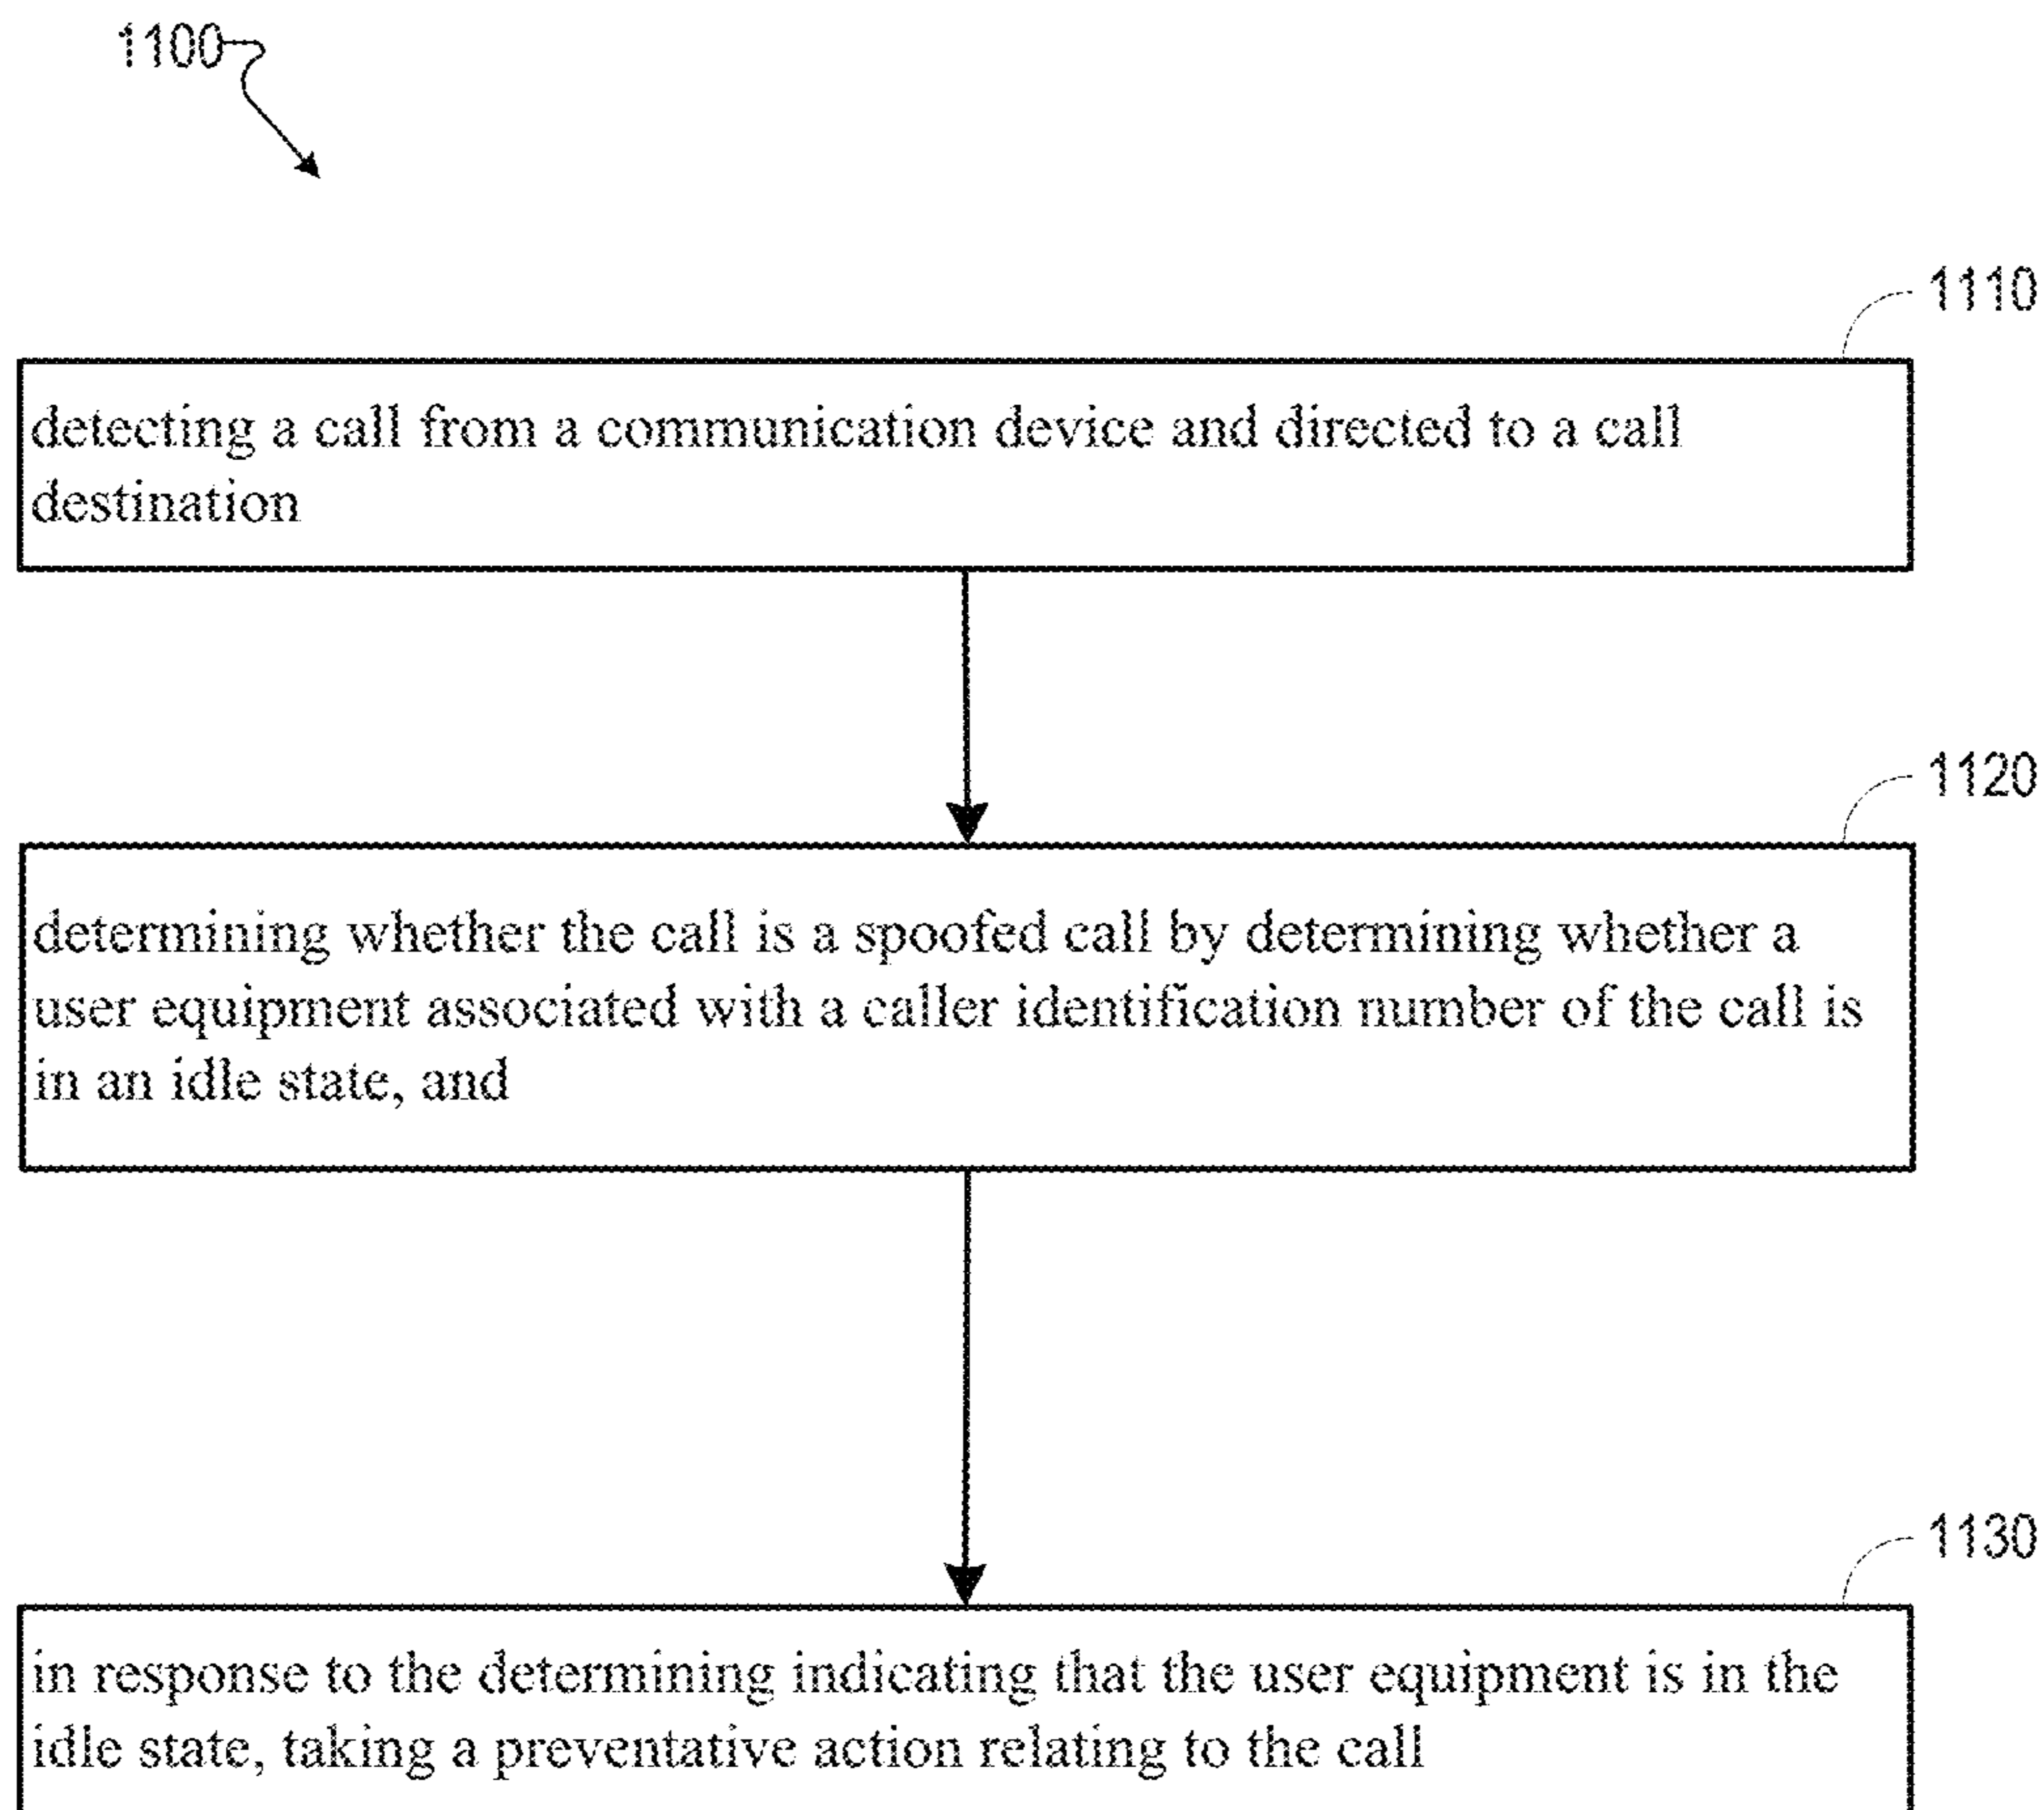 1100
1110
detecting a call from a communication device and directed to a call
destination
1120
determining whether the call is a spoofed call by determining whether a
user equipment associated with a caller identification number of the call is
in an idle state, and
1130
in response to the determining indicating that the user equipment is in the
idle state, taking a preventative action relating to the call